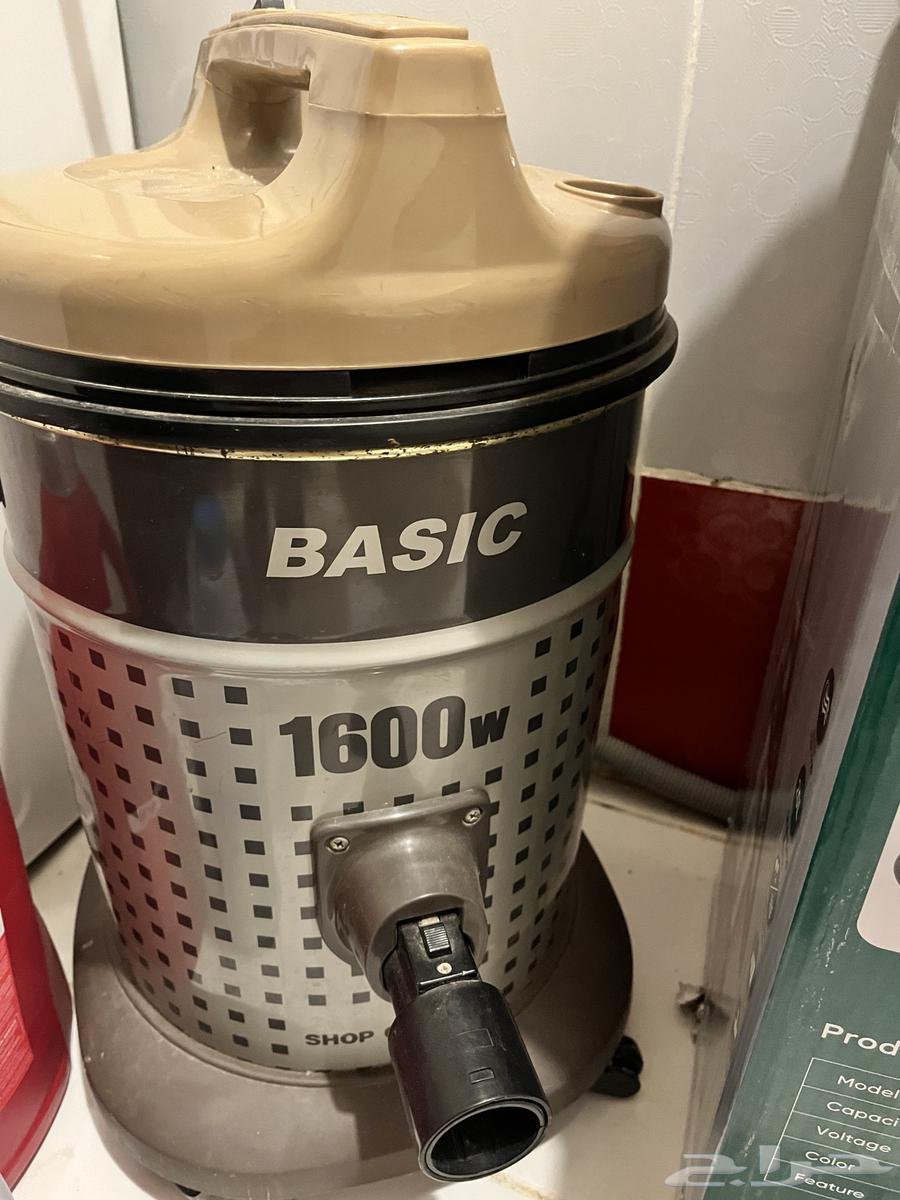 BASIC
1600w
SHOP
Prod
Model
Capaci
Voltage
Color
Feature
حراج